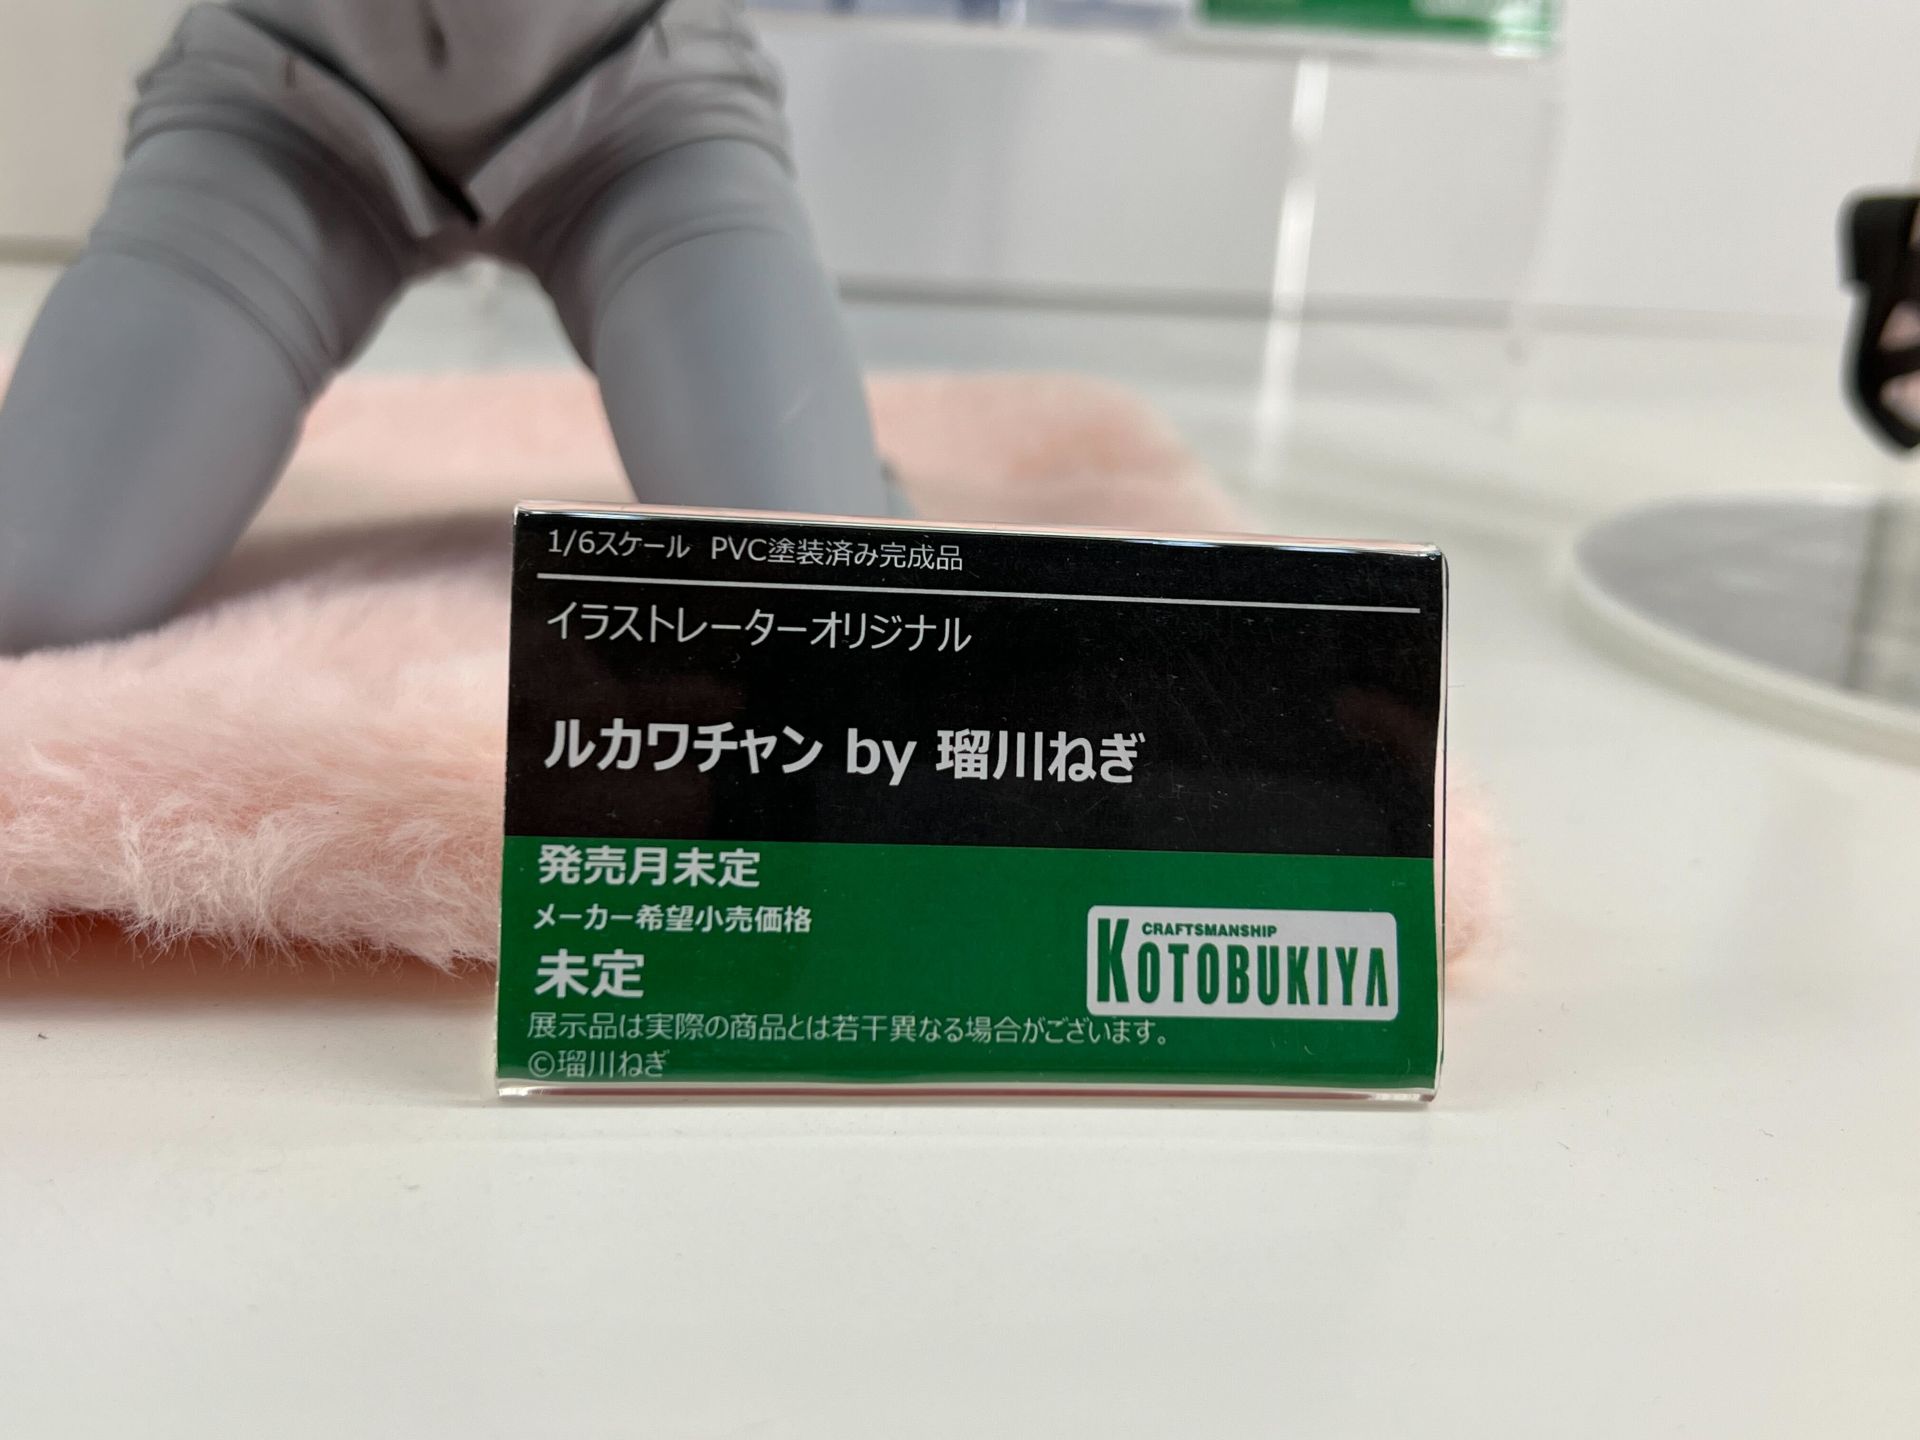 1/6スケール PVC塗装済み完成品
イラストレーターオリジナル
ルカワチャン by 瑠川ねぎ
発売月未定
メーカー希望小売価格
未定
CRAFTSMANSHIP
KOTOBUKIYA
展示品は実際の商品とは若干異なる場合がございます。
©瑠川ねぎ